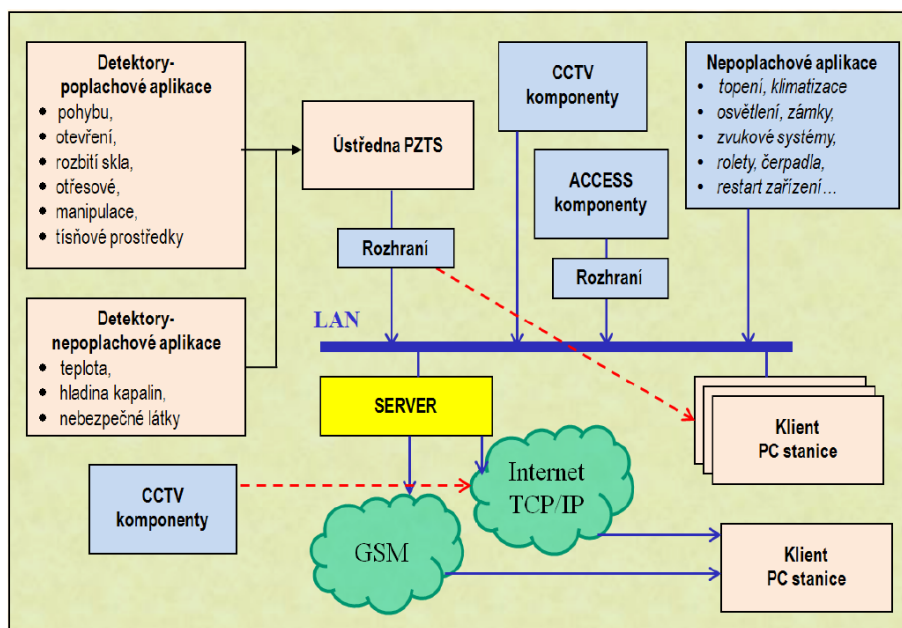 Detektory-
poplachové aplikace
• pohybu,
• otevření,
• rozbití skla,
• otřesové,
• manipulace,
• tísňové prostředky
Ústředna PZTS
CCTV
komponenty
Nepoplachové aplikace
• topení, klimatizace
• osvětlení, zámky,
• zvukové systémy,
• rolety, čerpadla,
• restart zařízení…
ACCESS
komponenty
Rozhraní
Rozhraní
LAN
Detektory-
nepoplachové aplikace
• teplota,
• hladina kapalin,
• nebezpečné látky
SERVER
Klient
PC stanice
CCTV
komponenty
Internet
TCP/IP
GSM
Klient
PC stanice